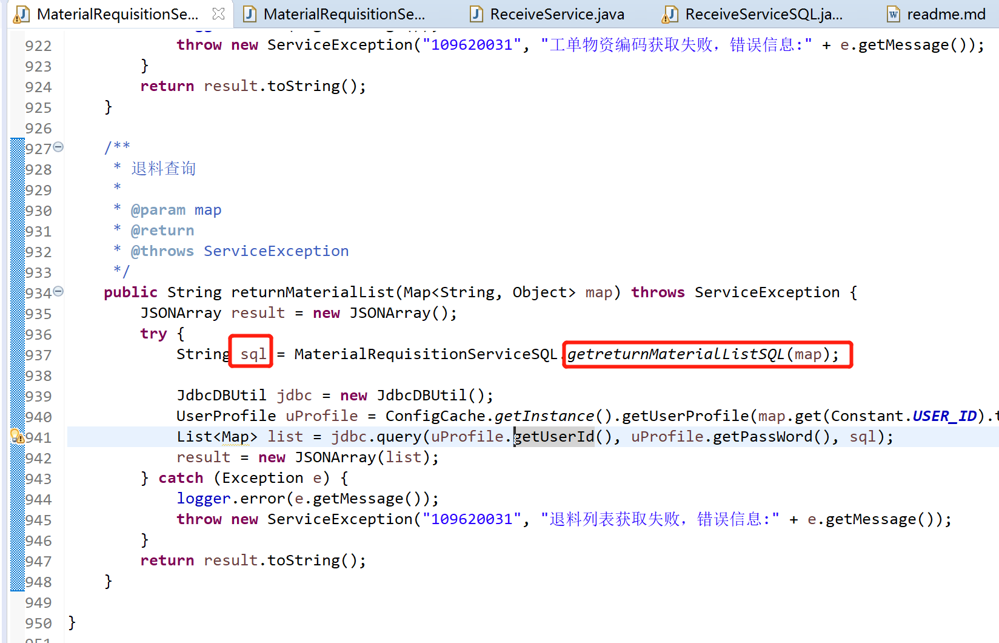 MaterialRequisitionSe...
MaterialRequisitionSe...
ReceiveService.java
ReceiveServiceSQL.ja...
readme.md
922 throw new ServiceException("109620031", "工单物资编码获取失败，错误信息:" + e.getMessage());
923 }
924 return result.toString();
925 }
926
927 /**
928 * 退料查询
929 *
930 * @param map
931 * @return
932 * @throws ServiceException
933 */
934 public String returnMaterialList(Map<String, Object> map) throws ServiceException {
935 JSONArray result = new JSONArray();
936 try {
937 String sql = MaterialRequisitionServiceSQL.getreturnMaterialListSQL(map);
938
939 JdbcDBUtil jdbc = new JdbcDBUtil();
940 UserProfile uProfile = ConfigCache.getInstance().getUserProfile(map.get(Constant.USER_ID).t
941 List<Map> list = jdbc.query(uProfile.getUserId(), uProfile.getPassWord(), sql);
942 result = new JSONArray(list);
943 } catch (Exception e) {
944 logger.error(e.getMessage());
945 throw new ServiceException("109620031", "退料列表获取失败，错误信息:" + e.getMessage());
946 }
947 return result.toString();
948 }
949
950 }
951